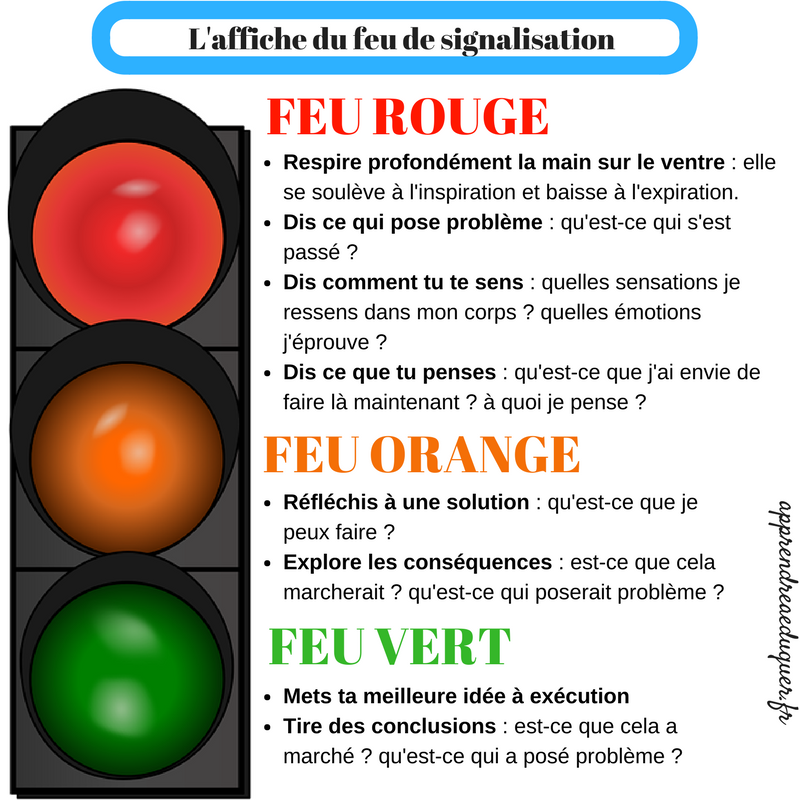 L'affiche du feu de signalisation
FEU ROUGE
• Respire profondément la main sur le ventre : elle
se soulève à l'inspiration et baisse à l'expiration.
• Dis ce qui pose problème : qu'est-ce qui s'est
passé ?
• Dis comment tu te sens : quelles sensations je
ressens dans mon corps ? quelles émotions
j'éprouve ?
• Dis ce que tu penses : qu'est-ce que j'ai envie de
faire là maintenant ? à quoi je pense ?
FEU ORANGE
• Réfléchis à une solution : qu'est-ce que je
peux faire ?
• Explore les conséquences : est-ce que cela
marcherait ? qu'est-ce qui poserait problème ?
FEU VERT
• Mets ta meilleure idée à exécution
• Tire des conclusions : est-ce que cela a
marché ? qu'est-ce qui a posé problème ?
apprendreaeduquer.fr